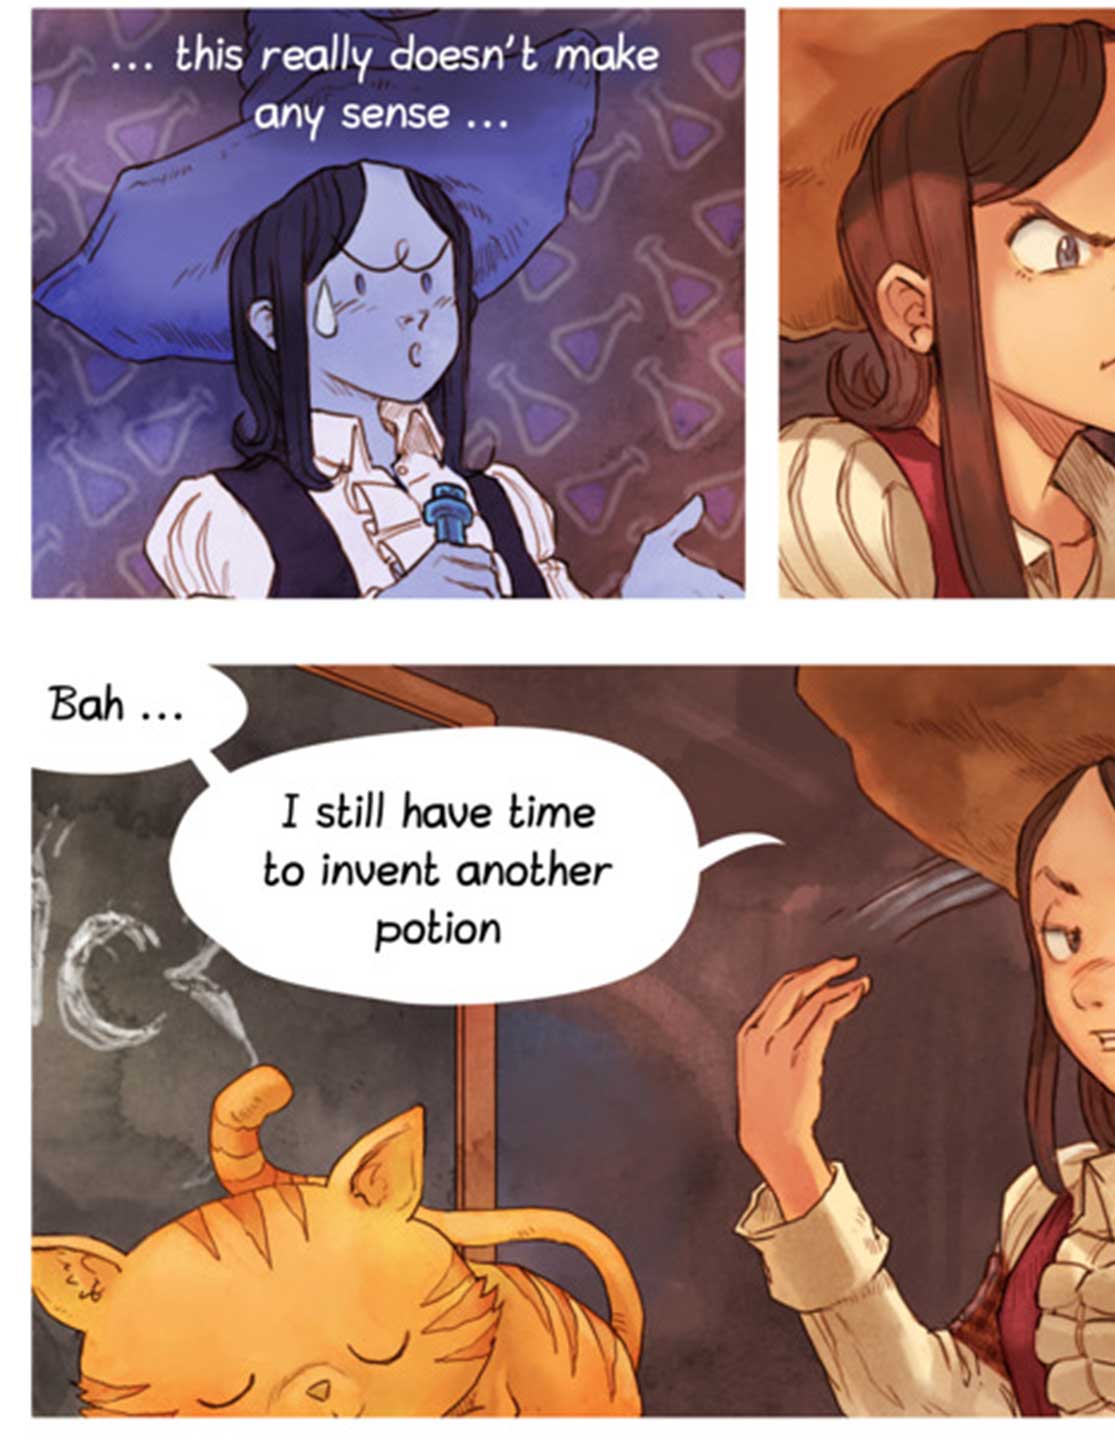 ... this really doesn't make
any sense ...
Bah ...
I still have time
to invent another
potion